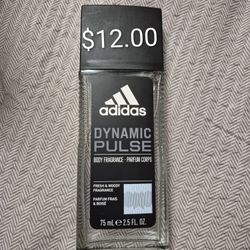 $12.00
adidas
DYNAMIC
PULSE
BODY FRAGRANCE · PARFUM CORPS
FRESH & WOODY
FRAGRANCE
PARFUM FRAIS
& BOISÉ
75 mL ℮ 2.5 FL. OZ.